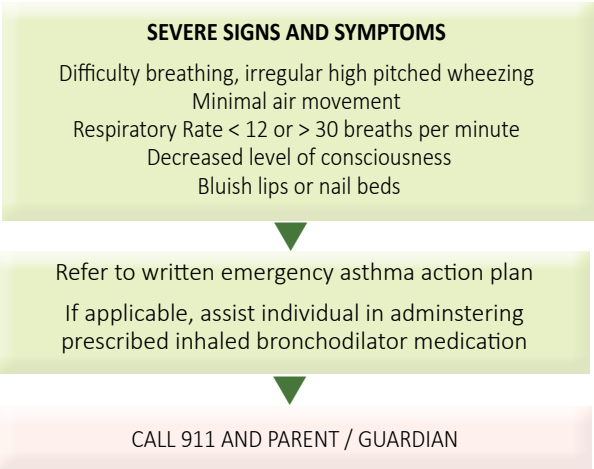 SEVERE SIGNS AND SYMPTOMS
Difficulty breathing, irregular high pitched wheezing
Minimal air movement
Respiratory Rate < 12 or > 30 breaths per minute
Decreased level of consciousness
Bluish lips or nail beds
Refer to written emergency asthma action plan
If applicable, assist individual in adminstering
prescribed inhaled bronchodilator medication
CALL 911 AND PARENT / GUARDIAN